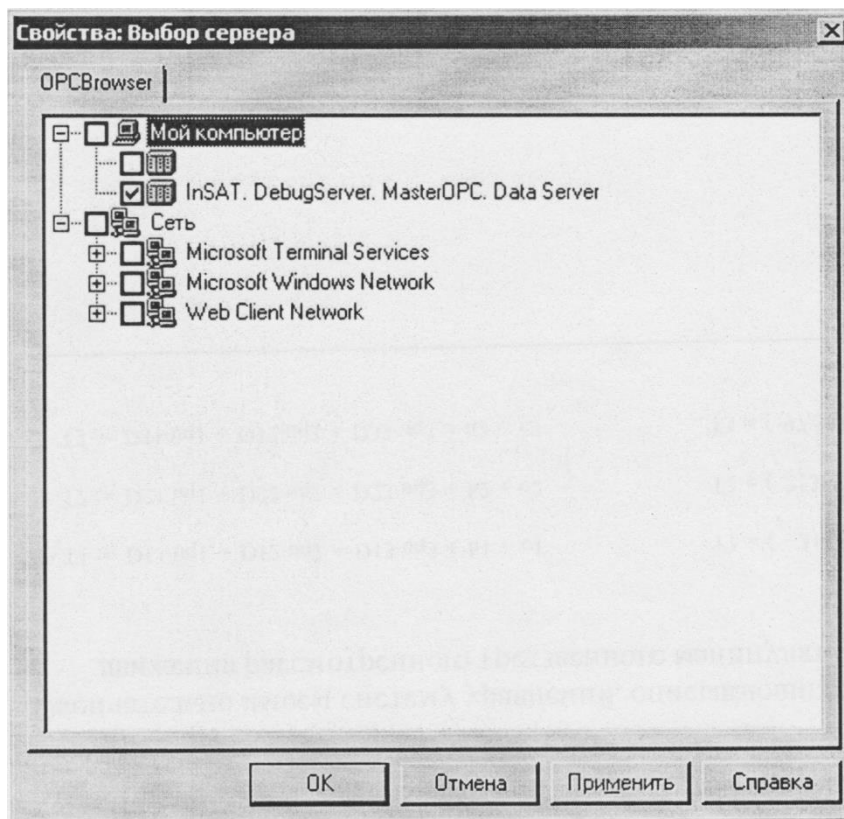 Свойства: Выбор сервера
OPCBrowser
Мой компьютер
InSAT. DebugServer. MasterOPC. Data Server
Сеть
Microsoft Terminal Services
Microsoft Windows Network
Web Client Network
OK
Отмена
Применить
Справка